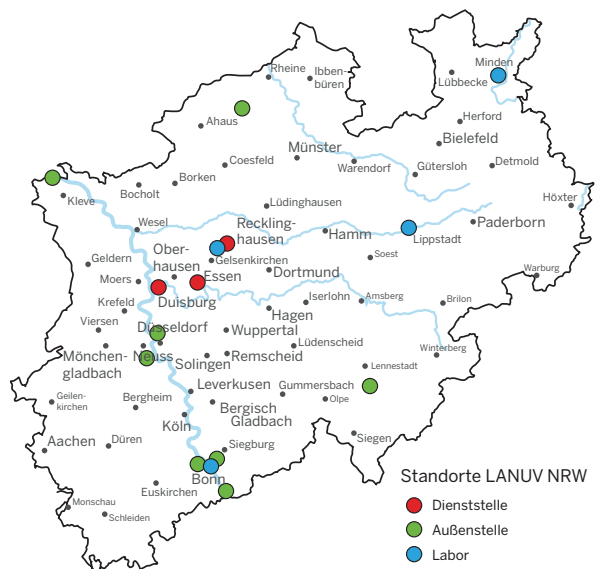 Minden
Rheine
Ibben-
büren
Lübbecke
Ahaus
Herford
Bielefeld
Münster
Coesfeld
Warendorf
Gütersloh
Detmold
Borken
Bocholt
Kleve
Höxter
Lüdinghausen
Wesel
Reckling-
hausen
Hamm
Lippstadt
Paderborn
Ober-
hausen
Gelsenkirchen
Soest
Geldern
Essen
Dortmund
Warburg
Moers
Duisburg
Krefeld
Iserlohn
Amsberg
Brilon
Hagen
Viersen
Düsseldorf
Wuppertal
Lüdenscheid
Winterberg
Mönchen-
gladbach
Neuss
Solingen
Remscheid
Lennestadt
Leverkusen
Gummersbach
Olpe
Geilen-
kirchen
Bergheim
Bergisch
Gladbach
Köln
Siegen
Aachen
Düren
Siegburg
Bonn
Euskirchen
Monschau
Schleiden
Standorte LANUV NRW
Dienststelle
Außenstelle
Labor